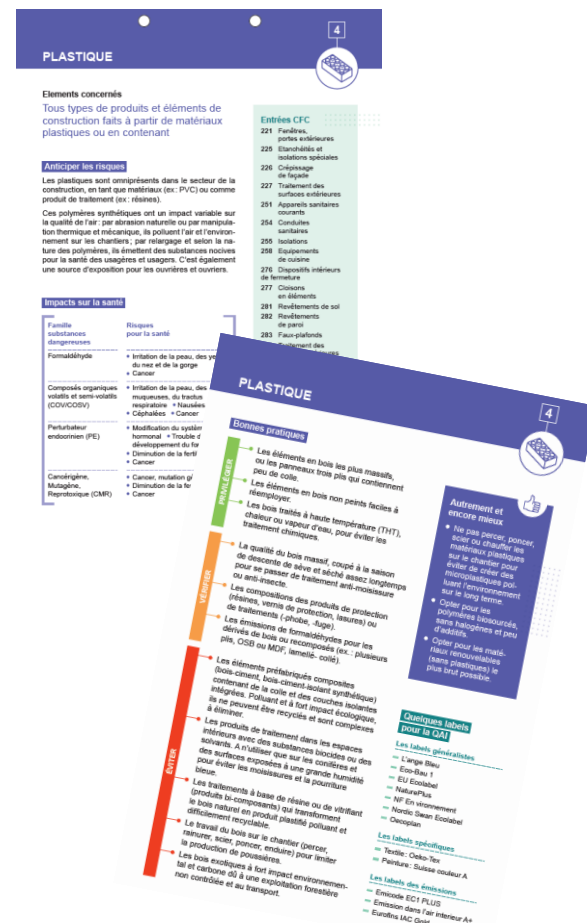 4
PLASTIQUE
Elements concernés
Tous types de produits et éléments de
construction faits à partir de matériaux
plastiques ou en contenant
Anticiper les risques
Les plastiques sont omniprésents dans le secteur de la
construction, en tant que matériaux (ex : PVC) ou comme
produit de traitement (ex : résines).
Ces polymères synthétiques ont un impact variable sur
la qualité de l'air : par abrasion naturelle ou par manipula-
tion thermique et mécanique, ils polluent l'air et l'environ-
nement sur les chantiers ; par relargage et selon la na-
ture des polymères, ils émettent des substances nocives
pour la santé des usagères et usagers. C'est également
une source d'exposition pour les ouvrières et ouvriers.
Impacts sur la santé
Famille
substances
dangereuses
Risques
pour la santé
Formaldéhyde
• Irritation de la peau, des
du nez et de la gorge
• Cancer
Composés organiques
volatils et semi-volatils
(COV/COSV)
• Irritation de la peau, des
muqueuses, du tractus
respiratoire • Nausées
• Céphalées • Cancer
Perturbateur
endocrinien (PE)
• Modification du
hormonal • Trouble
développement du
• Diminution de la
• Cancer
Cancérigène,
Mutagène,
Reprotoxique (CMR)
• Cancer, mutation
• Diminution de la
• Cancer
Entrées CFC
221 Fenêtres,
portes extérieures
225 Etanchéités et
isolations spéciales
226 Crépissage
de façade
227 Traitement des
surfaces extérieures
251 Appareils sanitaires
courants
254 Conduites
sanitaires
255 Isolations
258 Equipements
de cuisine
276 Dispositifs intérieurs
de fermeture
277 Cloisons
en éléments
281 Revêtements de sol
282 Revêtements
de paroi
283 Faux-plafonds
Traitement des
4
PLASTIQUE
Bonnes pratiques
PRIVILÉGIER
• Les éléments en bois les plus massifs,
ou les panneaux trois plis qui contiennent
peu de colle.
• Les éléments en bois non peints faciles à
réemployer.
• Les bois traités à haute température (THT),
chaleur ou vapeur d'eau, pour éviter les
traitement chimiques.
VÉRIFIER
• La qualité du bois massif, coupé à la saison
de descente de sève et séché assez longtemps
pour se passer de traitement anti-moisissure
ou anti-insecte.
• Les compositions des produits de protection
(résines, vernis de protection, lasures) ou
de traitements (-phobe, -fuge).
• Les émissions de formaldéhydes pour les
dérivés de bois ou recomposés (ex. : plusieurs
plis, OSB ou MDF, lamellé- collé).
ÉVITER
• Les éléments préfabriqués composites
(bois-ciment, bois-ciment-isolant synthétique)
contenant de la colle et des couches isolantes
intégrées. Polluant et à fort impact écologique,
ils ne peuvent être recyclés et sont complexes
à éliminer.
• Les produits de traitement dans les espaces
intérieurs avec des substances biocides ou des
solvants. A n'utiliser que sur les conifères et
des surfaces exposées à une grande humidité
pour éviter les moisissures et la pourriture
bleue.
• Les traitements à base de résine ou de vitrifiant
(produits bi-composants) qui transforment
le bois naturel en produit plastifié polluant et
difficilement recyclable.
• Le travail du bois sur le chantier (percer,
rainurer, scier, poncer, enduire) pour limiter
la production de poussières.
• Les bois exotiques à fort impact environnemen-
tal et carbone dû à une exploitation forestière
non contrôlée et au transport.
Autrement et
encore mieux
• Ne pas percer, poncer,
scier ou chauffer les
matériaux plastiques
sur le chantier pour
éviter de créer des
microplastiques pol-
luant l'environnement
sur le long terme.
• Opter pour les
polymères biosourcés,
sans halogènes et peu
d'additifs.
• Opter pour les maté-
riaux renouvelables
(sans plastiques) le
plus brut possible.
Quelques labels
pour la QAI
Les labels généralistes
– L'ange Bleu
– Eco-Bau 1
– EU Ecolabel
– NaturePlus
– NF En vironnement
– Nordic Swan Ecolabel
– Oecoplan
Les labels spécifiques
– Textile : Oeko-Tex
– Peinture : Suisse couleur A
Les labels des émissions
– Emicode EC1 PLUS
– Emission dans l'air interieur A+
– Eurofins IAC Gold